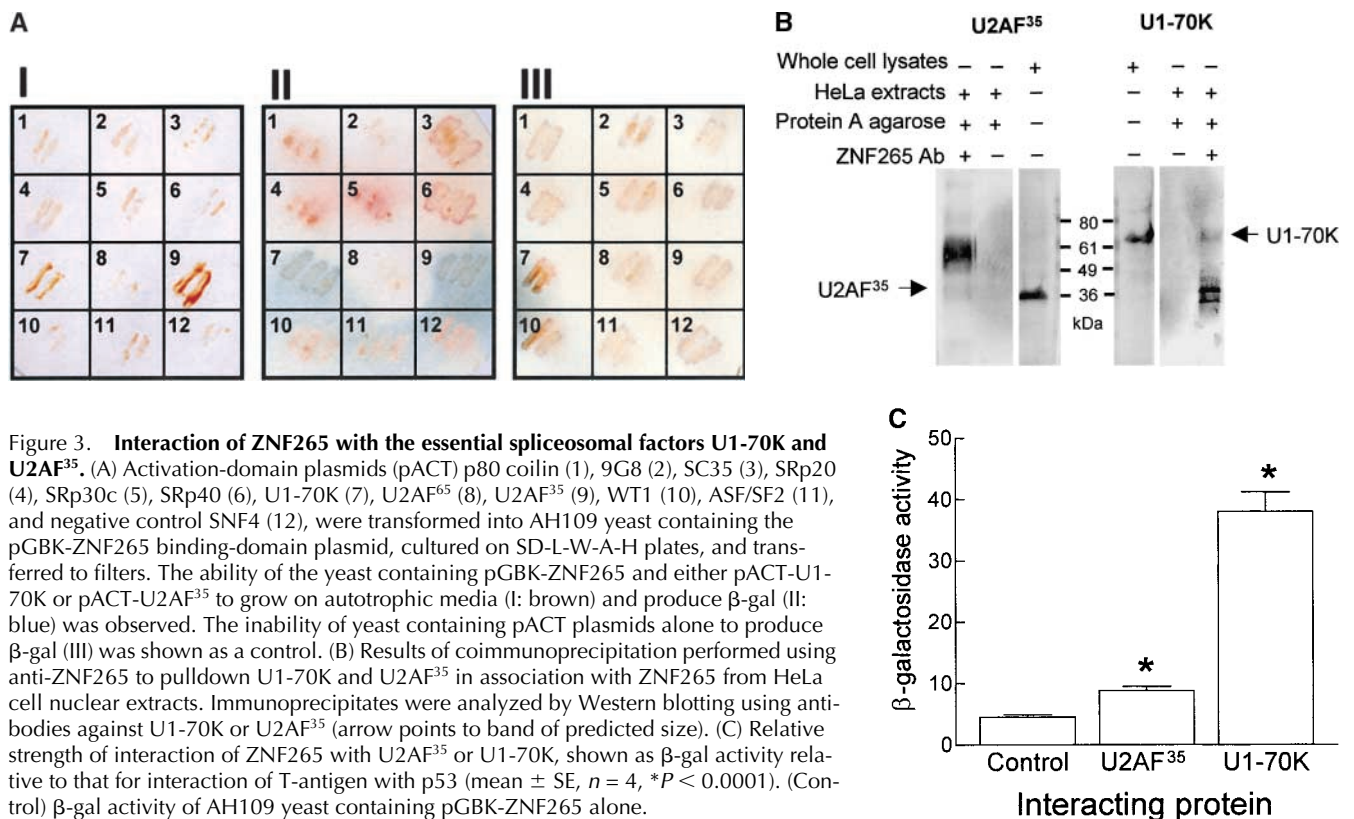 A
I
II
III
1 2 3
4 5 6
7 8 9
10 11 12
1 2 3
4 5 6
7 8 9
10 11 12
1 2 3
4 5 6
7 8 9
10 11 12
B
U2AF35 U1-70K
Whole cell lysates – – + + – –
HeLa extracts + + – – + +
Protein A agarose + + – – + +
ZNF265 Ab + – – – – +
80
61
49
36
kDa
U2AF35
U1-70K
Figure 3. Interaction of ZNF265 with the essential spliceosomal factors U1-70K and
U2AF35. (A) Activation-domain plasmids (pACT) p80 coilin (1), 9G8 (2), SC35 (3), SRp20
(4), SRp30c (5), SRp40 (6), U1-70K (7), U2AF65 (8), U2AF35 (9), WT1 (10), ASF/SF2 (11),
and negative control SNF4 (12), were transformed into AH109 yeast containing the
pGBK-ZNF265 binding-domain plasmid, cultured on SD-L-W-A-H plates, and trans-
ferred to filters. The ability of the yeast containing pGBK-ZNF265 and either pACT-U1-
70K or pACT-U2AF35 to grow on autotrophic media (I: brown) and produce β-gal (II:
blue) was observed. The inability of yeast containing pACT plasmids alone to produce
β-gal (III) was shown as a control. (B) Results of coimmunoprecipitation performed using
anti-ZNF265 to pulldown U1-70K and U2AF35 in association with ZNF265 from HeLa
cell nuclear extracts. Immunoprecipitates were analyzed by Western blotting using anti-
bodies against U1-70K or U2AF35 (arrow points to band of predicted size). (C) Relative
strength of interaction of ZNF265 with U2AF35 or U1-70K, shown as β-gal activity rela-
tive to that for interaction of T-antigen with p53 (mean ± SE, n = 4, *P < 0.0001). (Con-
trol) β-gal activity of AH109 yeast containing pGBK-ZNF265 alone.
C
β-galactosidase activity
50
40
30
20
10
0
*
*
Control U2AF35 U1-70K
Interacting protein